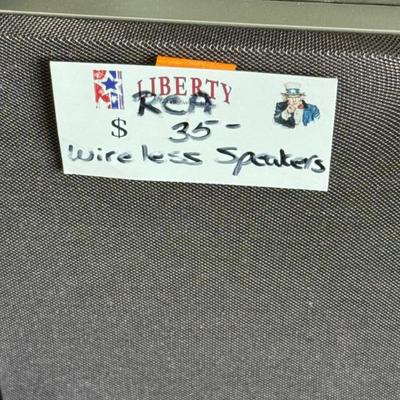 LIBERTY
RCA
$ 35-
Wireless Speakers